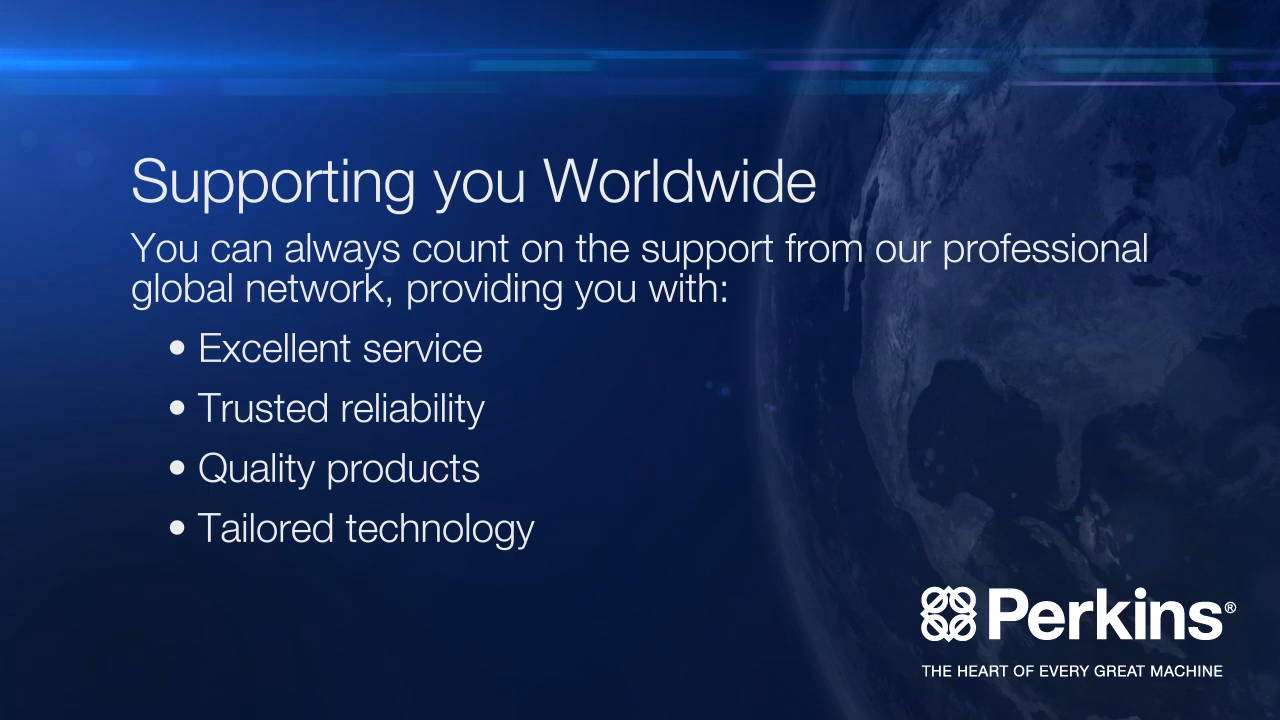 Supporting you Worldwide
You can always count on the support from our professional
global network, providing you with:
• Excellent service
• Trusted reliability
• Quality products
• Tailored technology
Perkins®
THE HEART OF EVERY GREAT MACHINE